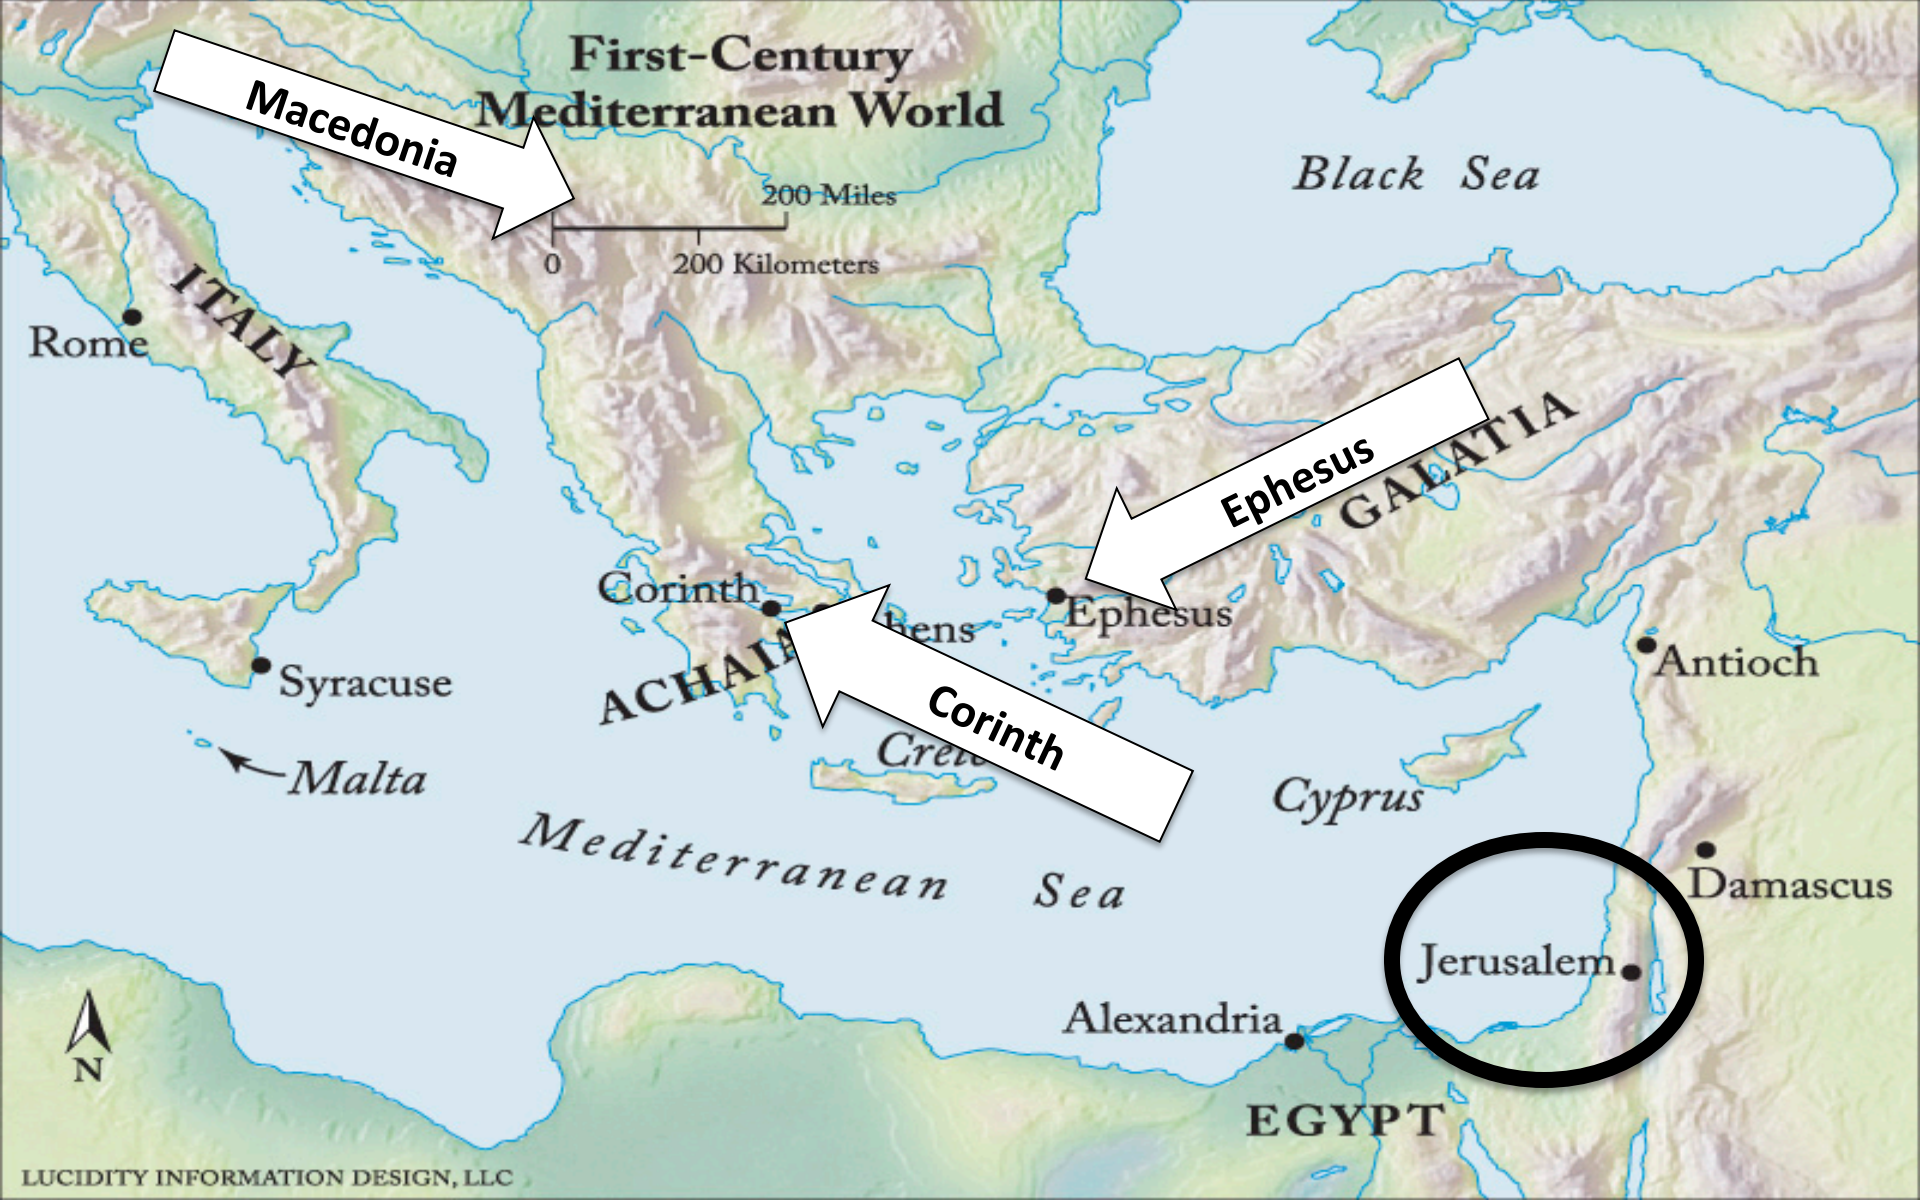 First-Century
Mediterranean World
Macedonia
Black Sea
200 Miles
0
200 Kilometers
ITALY
Rome
Ephesus
GALATIA
Corinth
Ephesus
hens
ACHAIA
Antioch
Syracuse
Corinth
Malta
Cyprus
Mediterranean Sea
Damascus
Jerusalem
Alexandria
N
EGYPT
LUCIDITY INFORMATION DESIGN, LLC